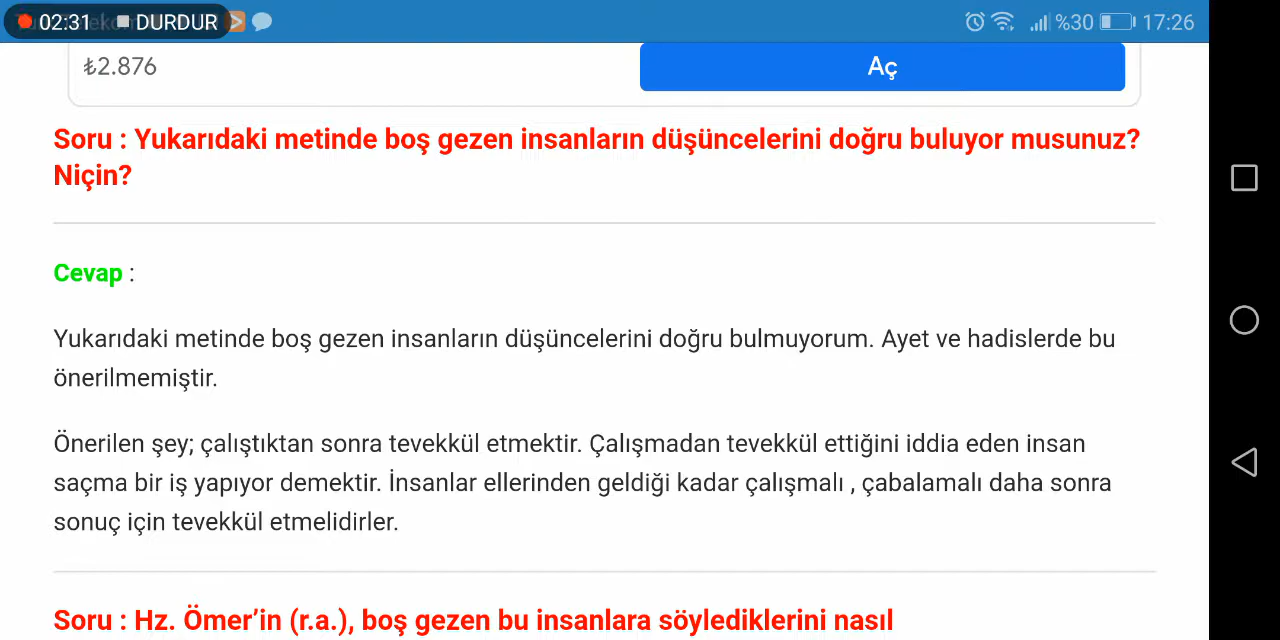 02:31 DURDUR %30 17:26
₺2.876 Aç
Soru : Yukarıdaki metinde boş gezen insanların düşüncelerini doğru buluyor musunuz?
Niçin?
Cevap :
Yukarıdaki metinde boş gezen insanların düşüncelerini doğru bulmuyorum. Ayet ve hadislerde bu
önerilmemiştir.
Önerilen şey; çalıştıktan sonra tevekkül etmektir. Çalışmadan tevekkül ettiğini iddia eden insan
saçma bir iş yapıyor demektir. İnsanlar ellerinden geldiği kadar çalışmalı , çabalamalı daha sonra
sonuç için tevekkül etmelidirler.
Soru : Hz. Ömer’in (r.a.), boş gezen bu insanlara söylediklerini nasıl